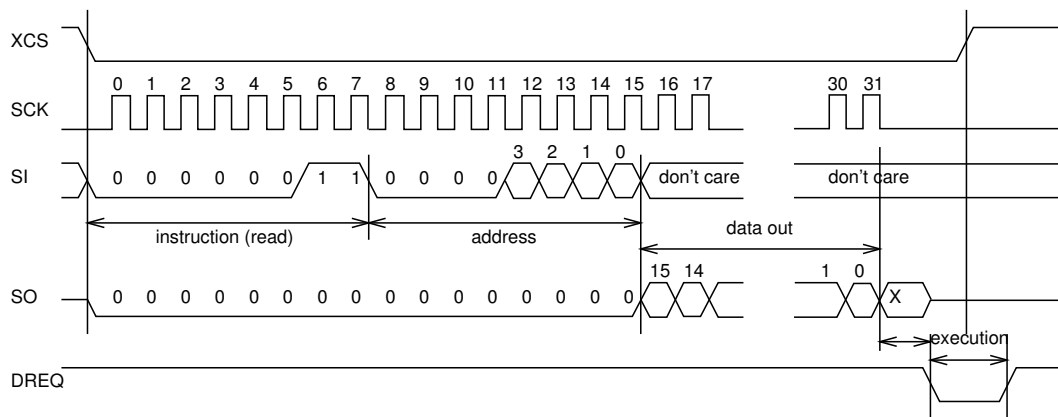 XCS
0 1 2 3 4 5 6 7 8 9 10 11 12 13 14 15 16 17 30 31
SCK
3 2 1 0
SI 0 0 0 0 0 0 1 1 0 0 0 0 don't care don't care
instruction (read) address data out
15 14 1 0
SO 0 0 0 0 0 0 0 0 0 0 0 0 0 0 0 0 X
execution
DREQ